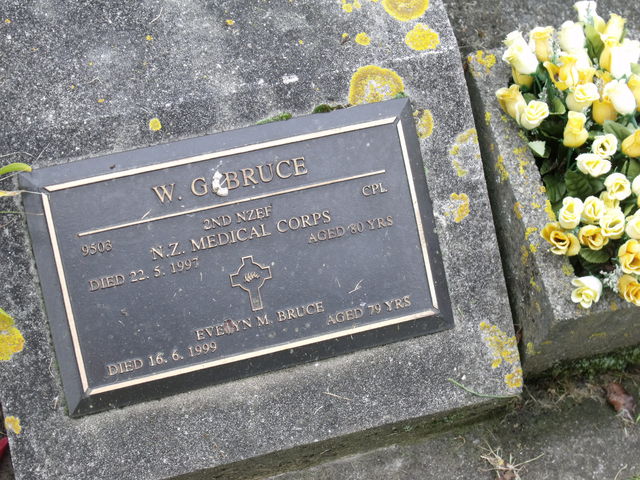 W. G. BRUCE
9503 2ND NZEF CPL
N.Z. MEDICAL CORPS
DIED 22. 5. 1997 AGED 80 YRS
EVELYN M. BRUCE
DIED 16. 6. 1999 AGED 79 YRS